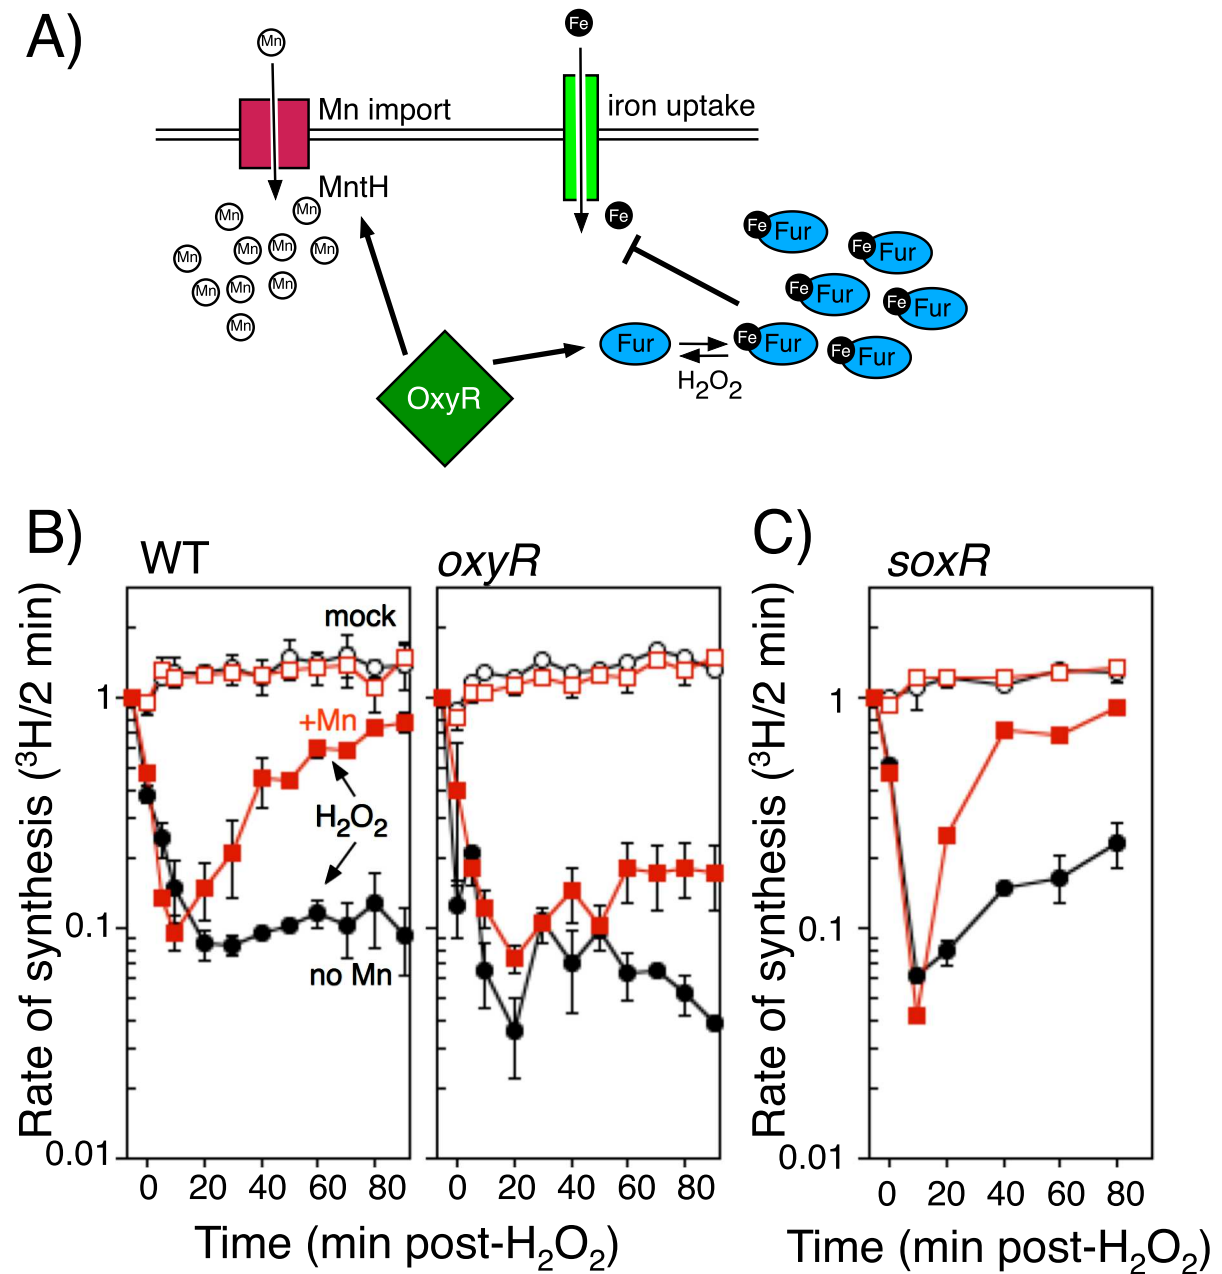 A)
Fe
Mn
Mn import
iron uptake
MntH
Mn
Mn
Fe
Fe Fur
Mn
Mn
Mn
Mn
Fe Fur
Mn
Mn
Mn
Fe Fur
Fe Fur
Mn
Fur
Fe Fur
Fe Fur
H2O2
OxyR
B)
WT
oxyR
C)
soxR
Rate of synthesis (³H/2 min)
1
0.1
0.01
mock
+Mn
H2O2
no Mn
0 20 40 60 80
0 20 40 60 80
Time (min post-H2O2)
Rate of synthesis (³H/2 min)
1
0.1
0.01
0 20 40 60 80
Time (min post-H2O2)